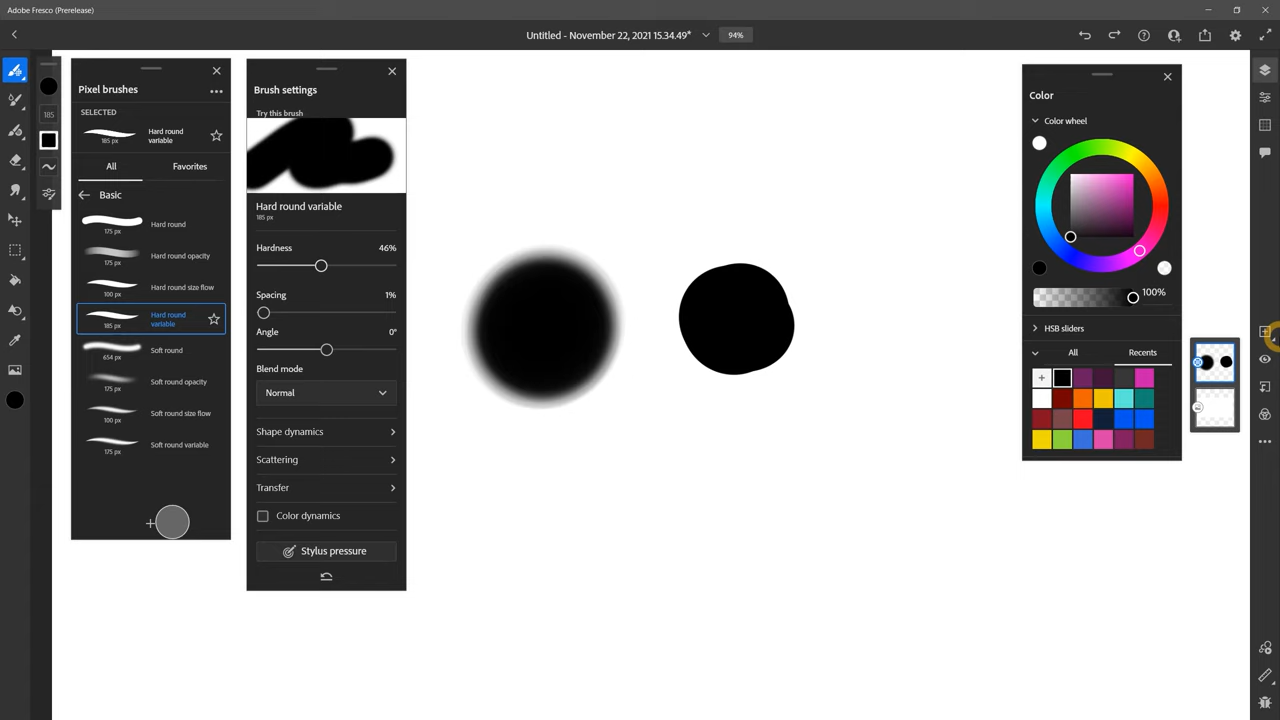 Adobe Fresco (Prerelease)
Untitled - November 22, 2021 15.34.49*
94%
185
Pixel brushes
SELECTED
Hard round
variable
185 px
All
Favorites
Basic
Hard round
175 px
Hard round opacity
175 px
Hard round size flow
100 px
Hard round
variable
185 px
Soft round
654 px
Soft round opacity
175 px
Soft round size flow
100 px
Soft round variable
175 px
Brush settings
Try this brush
Hard round variable
185 px
Hardness
46%
Spacing
1%
Angle
0°
Blend mode
Normal
Shape dynamics
Scattering
Transfer
Color dynamics
Stylus pressure
Color
Color wheel
100%
HSB sliders
All
Recents